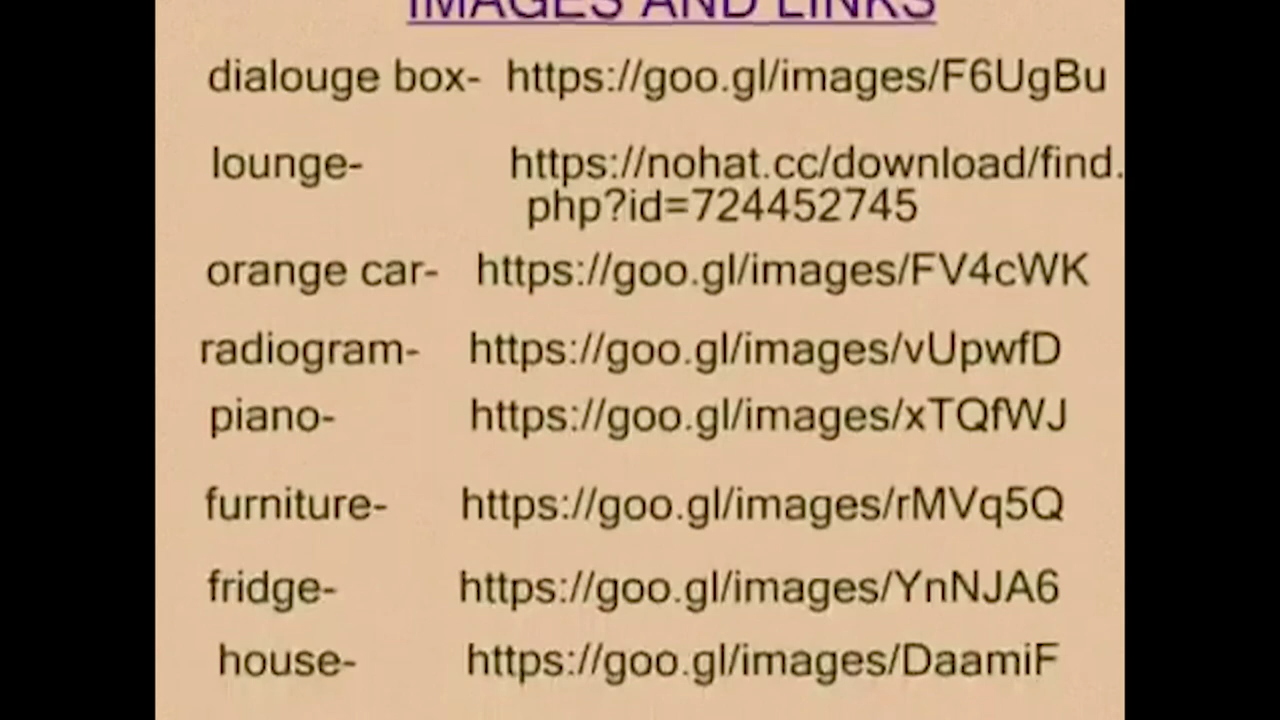 IMAGES AND LINKS
dialouge box- https://goo.gl/images/F6UgBu
lounge- https://nohat.cc/download/find.
php?id=724452745
orange car- https://goo.gl/images/FV4cWK
radiogram- https://goo.gl/images/vUpwfD
piano- https://goo.gl/images/xTQfWJ
furniture- https://goo.gl/images/rMVq5Q
fridge- https://goo.gl/images/YnNJA6
house- https://goo.gl/images/DaamiF